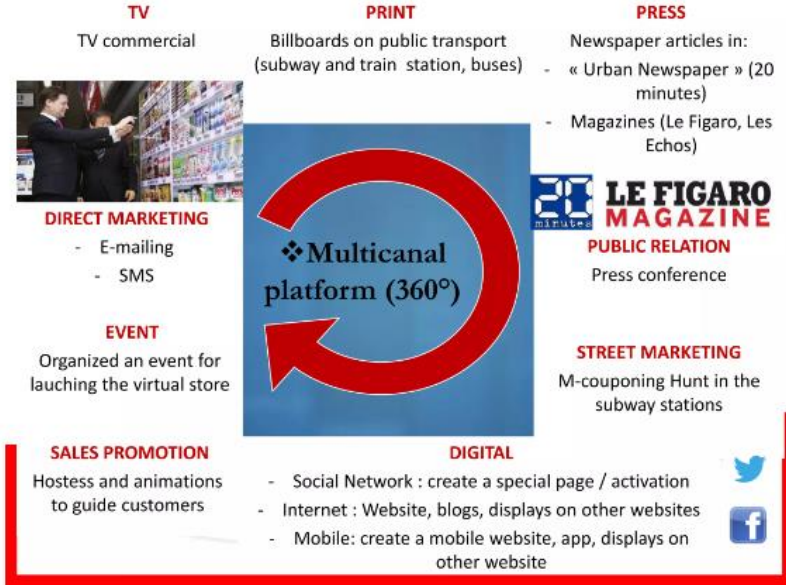 TV
TV commercial
PRINT
Billboards on public transport
(subway and train station, buses)
PRESS
Newspaper articles in:
- « Urban Newspaper » (20
minutes)
- Magazines (Le Figaro, Les
Echos)
20
minutes
LE FIGARO
MAGAZINE
DIRECT MARKETING
- E-mailing
- SMS
❖Multicanal
platform (360°)
PUBLIC RELATION
Press conference
EVENT
Organized an event for
lauching the virtual store
STREET MARKETING
M-couponing Hunt in the
subway stations
SALES PROMOTION
Hostess and animations
to guide customers
DIGITAL
- Social Network : create a special page / activation
- Internet : Website, blogs, displays on other websites
- Mobile: create a mobile website, app, displays on
other website
f